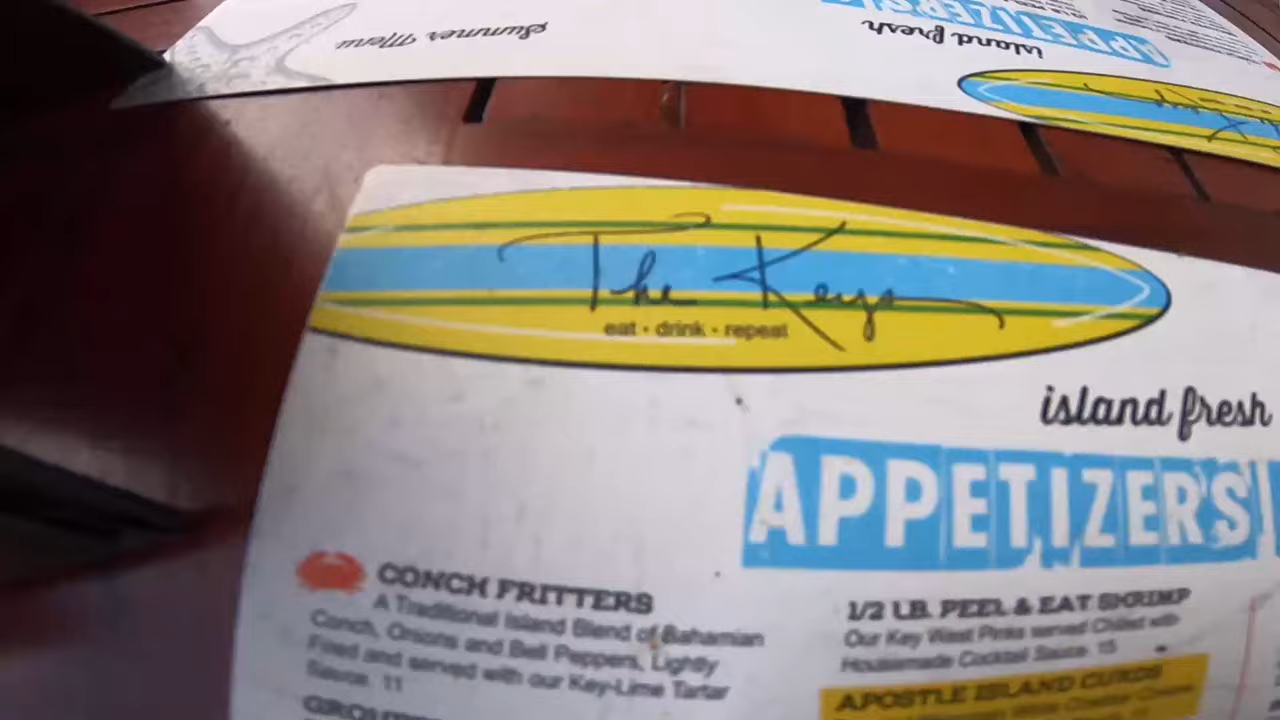 Summer Menu
island fresh
APPETIZERS
The Keys
eat • drink • repeat
island fresh
APPETIZERS
CONCH FRITTERS
A Traditional Island Blend of Bahamian
Conch, Onions and Bell Peppers, Lightly
Fried and served with our Key-Lime Tartar
Sauce 11
1/2 LB. PEEL & EAT SHRIMP
Our Key West Pinks served Chilled with
Housemade Cocktail Sauce 15
APOSTLE ISLAND CURDS